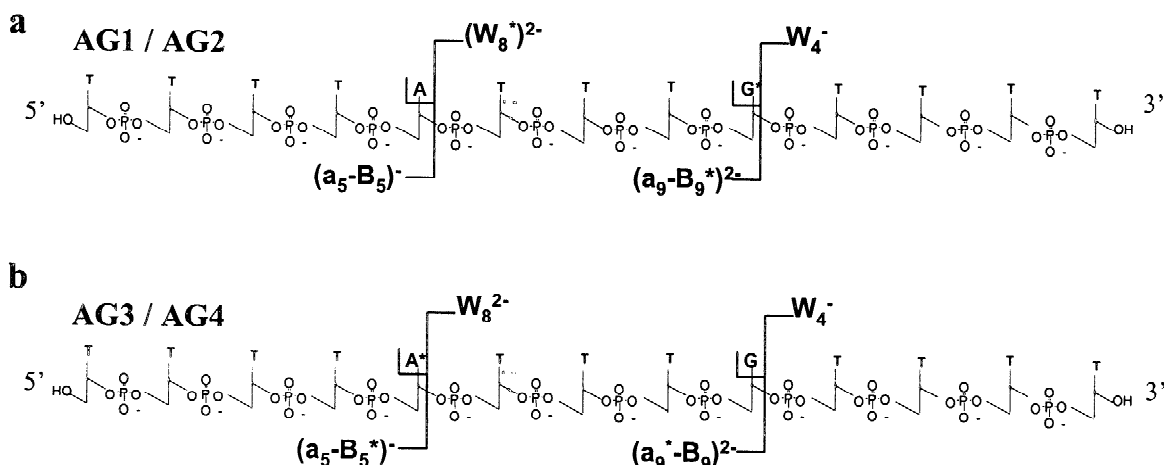 a
AG1 / AG2
(W₈*)²⁻ W₄⁻
T T T T A T T T G* T T T T
O O O O O O O O O O O O
5’ HO O-P-O O-P-O O-P-O O-P-O O-P-O O-P-O O-P-O O-P-O O-P-O O-P-O O-P-O O-P-O OH 3’
O- O- O- O- O- O- O- O- O- O- O- O-
(a₅-B₅)⁻ (a₉-B₉*)²⁻
b
AG3 / AG4
W₈²⁻ W₄⁻
T T T T A* T T T G T T T T
O O O O O O O O O O O O
5’ HO O-P-O O-P-O O-P-O O-P-O O-P-O O-P-O O-P-O O-P-O O-P-O O-P-O O-P-O O-P-O OH 3’
O- O- O- O- O- O- O- O- O- O- O- O-
(a₅-B₅*)⁻ (a₉*-B₉)²⁻